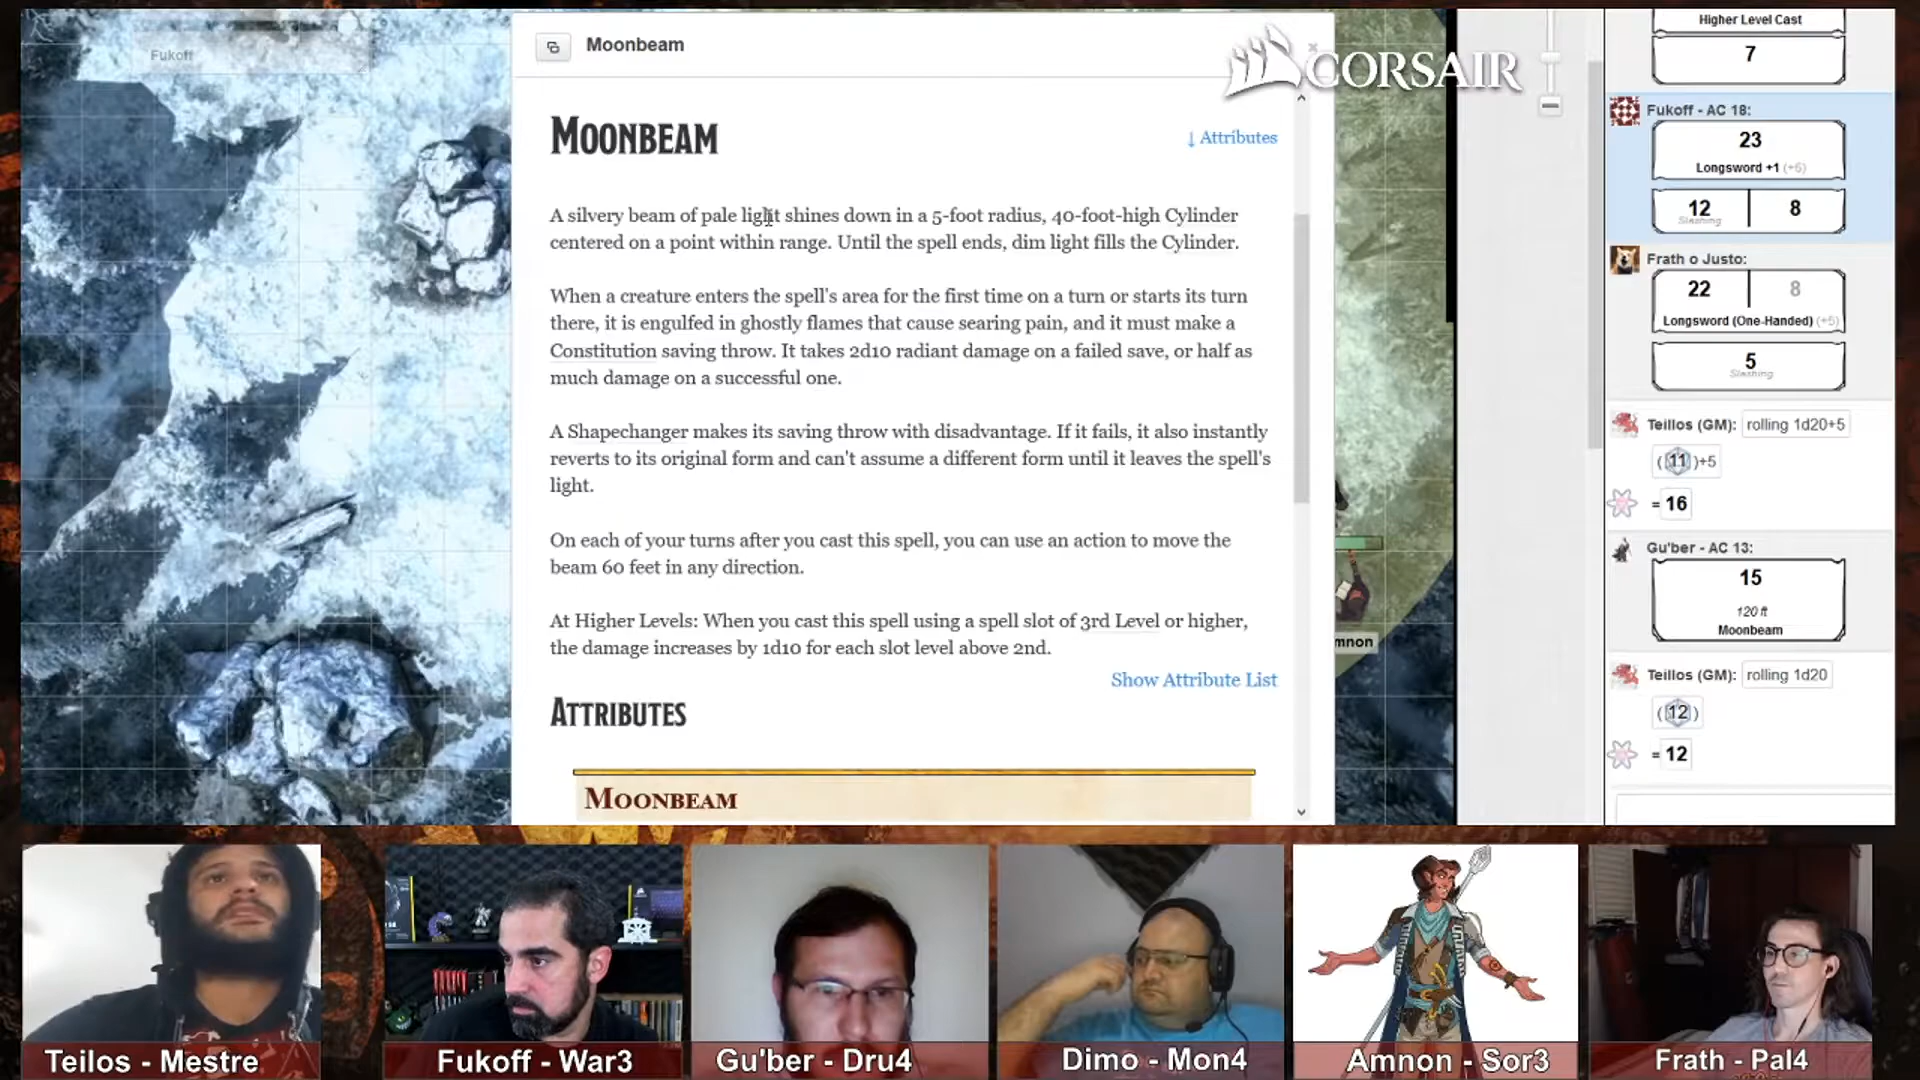 Fukoff
Moonbeam
CORSAIR
MOONBEAM
↓ Attributes
A silvery beam of pale light shines down in a 5-foot radius, 40-foot-high Cylinder
centered on a point within range. Until the spell ends, dim light fills the Cylinder.
When a creature enters the spell's area for the first time on a turn or starts its turn
there, it is engulfed in ghostly flames that cause searing pain, and it must make a
Constitution saving throw. It takes 2d10 radiant damage on a failed save, or half as
much damage on a successful one.
A Shapechanger makes its saving throw with disadvantage. If it fails, it also instantly
reverts to its original form and can't assume a different form until it leaves the spell's
light.
On each of your turns after you cast this spell, you can use an action to move the
beam 60 feet in any direction.
At Higher Levels: When you cast this spell using a spell slot of 3rd Level or higher,
the damage increases by 1d10 for each slot level above 2nd.
Show Attribute List
ATTRIBUTES
MOONBEAM
mnon
Higher Level Cast
7
Fukoff - AC 18:
23
Longsword +1 (+6)
12 8
Slashing
Frath o Justo:
22 8
Longsword (One-Handed) (+5)
5
Slashing
Teillos (GM): rolling 1d20+5
(11)+5
= 16
Gu'ber - AC 13:
15
120 ft
Moonbeam
Teillos (GM): rolling 1d20
(12)
= 12
Teilos - Mestre
Fukoff - War3
Gu'ber - Dru4
Dimo - Mon4
Amnon - Sor3
Frath - Pal4